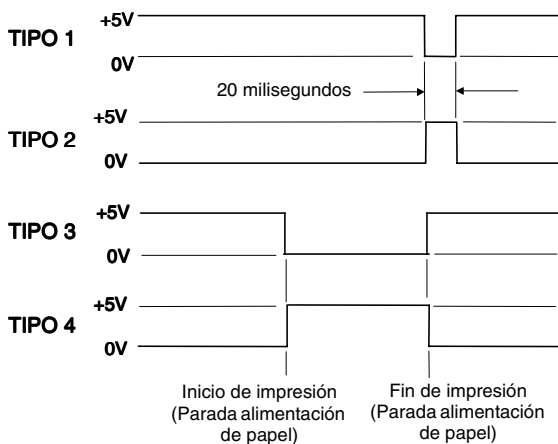 TIPO 1
+5V
0V
20 milisegundos
TIPO 2
+5V
0V
TIPO 3
+5V
0V
TIPO 4
+5V
0V
Inicio de impresión
(Parada alimentación
de papel)
Fin de impresión
(Parada alimentación
de papel)